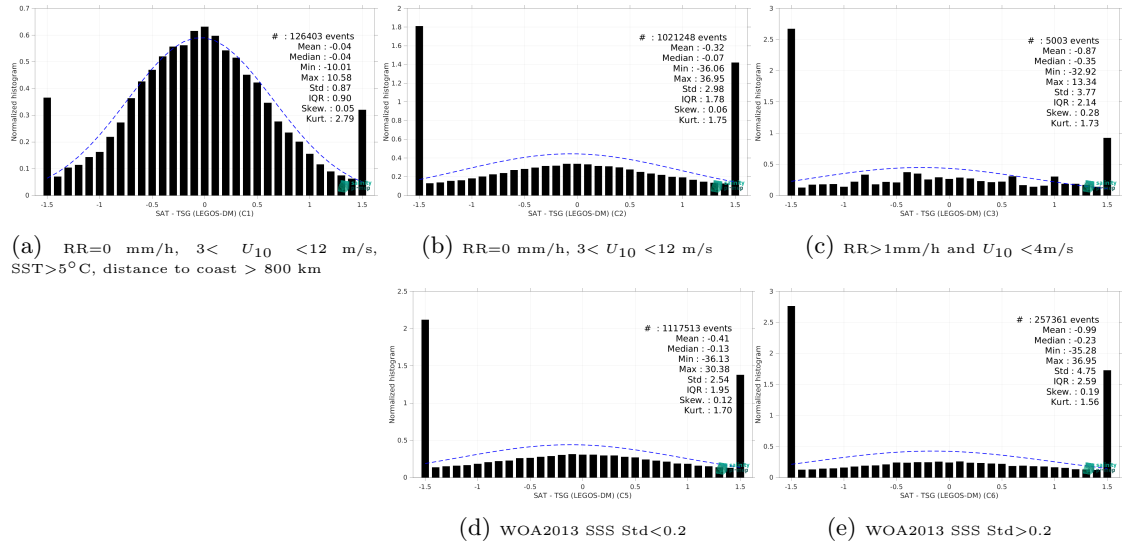 0.7
0.6
0.5
0.4
0.3
0.2
0.1
0
Normalized histogram
# : 126403 events
Mean : -0.04
Median : -0.04
Min : -10.01
Max : 10.58
Std : 0.87
IQR : 0.90
Skew. : 0.05
Kurt. : 2.79
-1.5 -1 -0.5 0 0.5 1 1.5
SAT - TSG (LEGOS-DM) (C1)
(a) RR=0 mm/h, 3< U10 <12 m/s,
SST>5°C, distance to coast > 800 km
2
1.8
1.6
1.4
1.2
1
0.8
0.6
0.4
0.2
0
Normalized histogram
# : 1021248 events
Mean : -0.32
Median : -0.07
Min : -36.06
Max : 36.95
Std : 2.98
IQR : 1.78
Skew. : 0.06
Kurt. : 1.75
-1.5 -1 -0.5 0 0.5 1 1.5
SAT - TSG (LEGOS-DM) (C2)
(b) RR=0 mm/h, 3< U10 <12 m/s
3
2.5
2
1.5
1
0.5
0
Normalized histogram
# : 5003 events
Mean : -0.87
Median : -0.35
Min : -32.92
Max : 13.34
Std : 3.77
IQR : 2.14
Skew. : 0.28
Kurt. : 1.73
-1.5 -1 -0.5 0 0.5 1 1.5
SAT - TSG (LEGOS-DM) (C3)
(c) RR>1mm/h and U10 <4m/s
2.5
2
1.5
1
0.5
0
Normalized histogram
# : 1117513 events
Mean : -0.41
Median : -0.13
Min : -36.13
Max : 30.38
Std : 2.54
IQR : 1.95
Skew. : 0.12
Kurt. : 1.70
-1.5 -1 -0.5 0 0.5 1 1.5
SAT - TSG (LEGOS-DM) (C5)
(d) WOA2013 SSS Std<0.2
3
2.5
2
1.5
1
0.5
0
Normalized histogram
# : 257361 events
Mean : -0.99
Median : -0.23
Min : -35.28
Max : 36.95
Std : 4.75
IQR : 2.59
Skew. : 0.19
Kurt. : 1.56
-1.5 -1 -0.5 0 0.5 1 1.5
SAT - TSG (LEGOS-DM) (C6)
(e) WOA2013 SSS Std>0.2